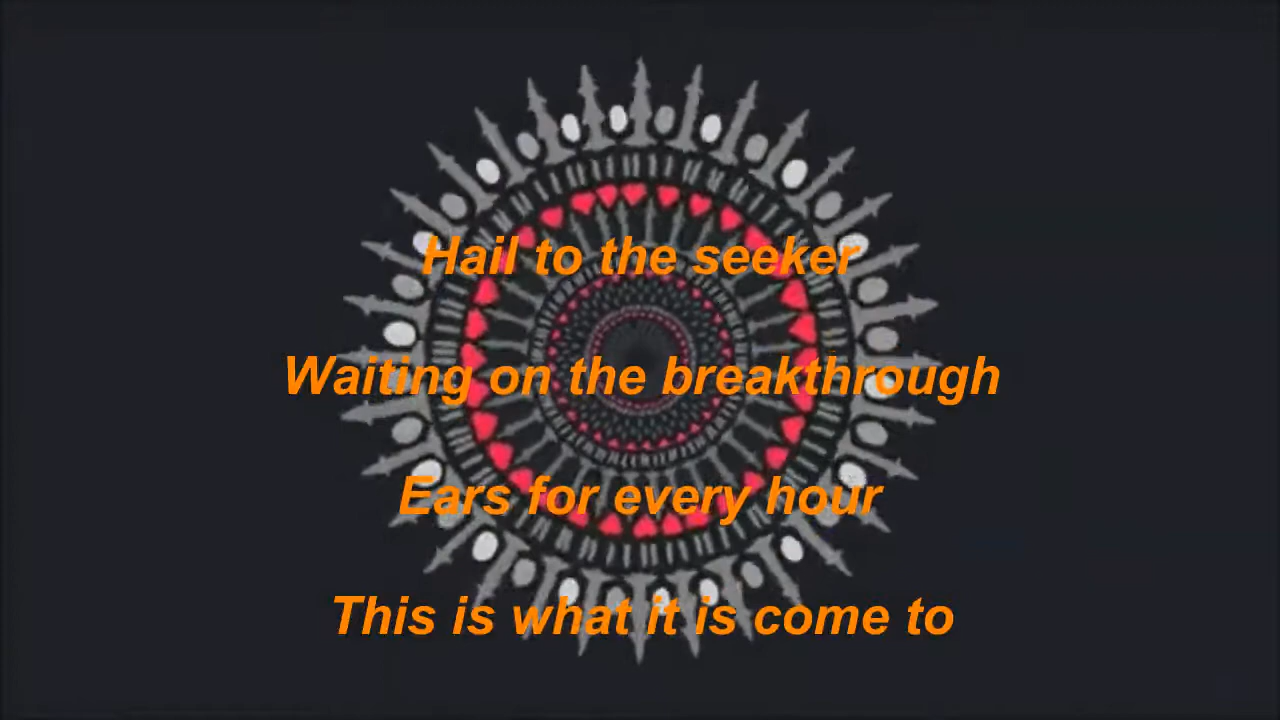 Hail to the seeker
Waiting on the breakthrough
Ears for every hour
This is what it is come to